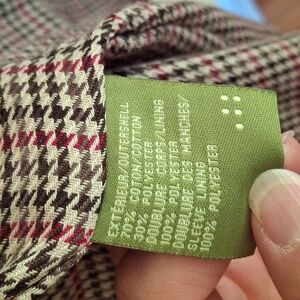 EXTÉRIEUR/OUTERSHELL
70% COTON/COTTON
30% POLYESTER
DOUBLURE CORPS/LINING
100% POLYESTER
DOUBLURE DES MANCHES/
SLEEVE LINING
100% POLYESTER